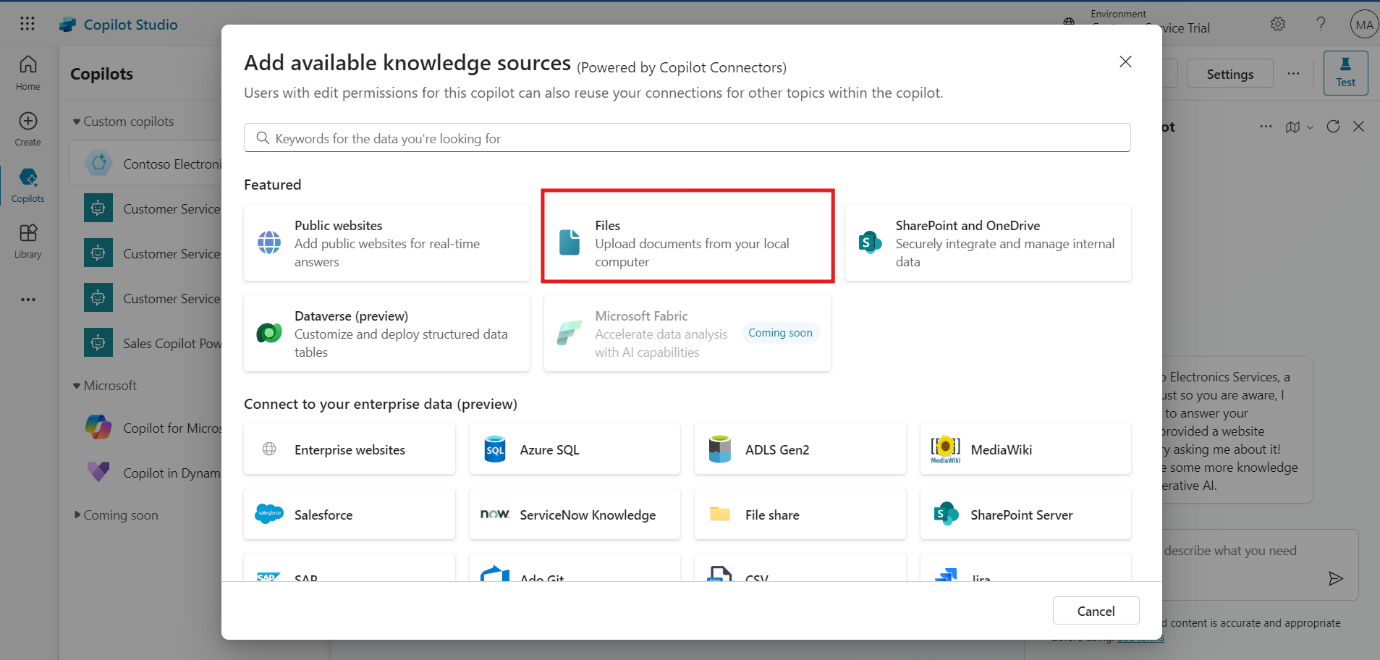 Copilot Studio
Environment
vice Trial
?
MA
Home
Create
Copilots
Library
Copilots
Custom copilots
Contoso Electroni
Customer Service
Customer Service
Customer Service
Sales Copilot Pow
Microsoft
Copilot for Micros
Copilot in Dynam
Coming soon
Add available knowledge sources (Powered by Copilot Connectors)
Users with edit permissions for this copilot can also reuse your connections for other topics within the copilot.
Keywords for the data you're looking for
Featured
Public websites
Add public websites for real-time
answers
Files
Upload documents from your local
computer
SharePoint and OneDrive
Securely integrate and manage internal
data
Dataverse (preview)
Customize and deploy structured data
tables
Microsoft Fabric
Accelerate data analysis
with AI capabilities
Coming soon
Connect to your enterprise data (preview)
Enterprise websites
SQL
Azure SQL
ADLS Gen2
MediaWiki
MediaWiki
salesforce
Salesforce
now.
ServiceNow Knowledge
File share
SharePoint Server
SAP
SAP
Ado Git
CSV
Jira
Cancel
Settings
Test
ot
o Electronics Services, a
ust so you are aware, I
to answer your
provided a website
ry asking me about it!
e some more knowledge
erative AI.
describe what you need
d content is accurate and appropriate